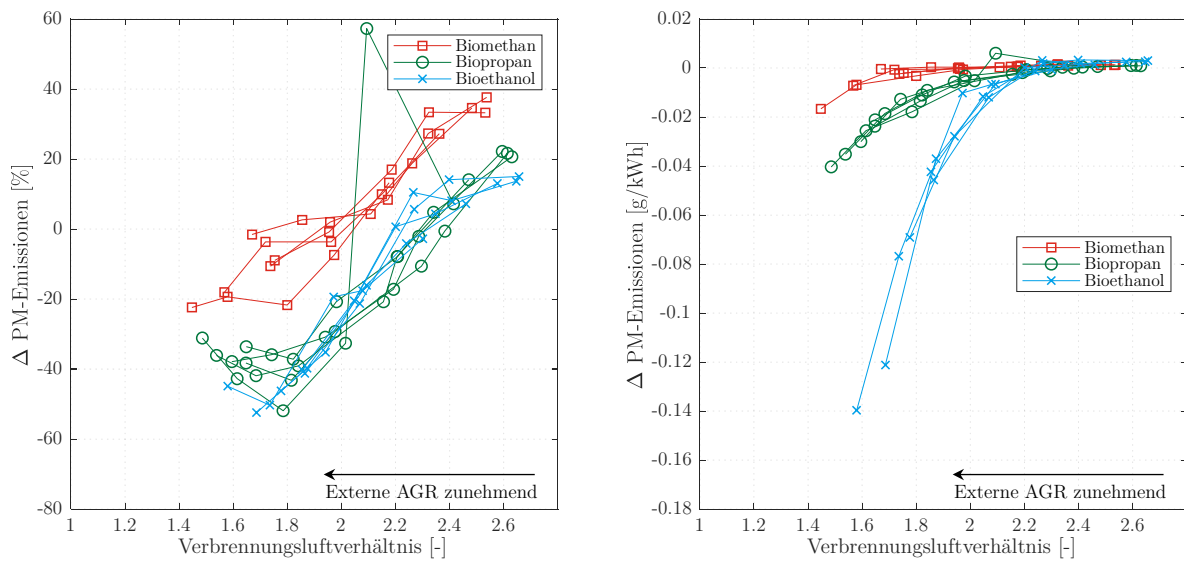 60
40
20
0
-20
-40
-60
-80
Δ PM-Emissionen [%]
Biomethan
Biopropan
Bioethanol
Externe AGR zunehmend
1 1.2 1.4 1.6 1.8 2 2.2 2.4 2.6
Verbrennungsluftverhältnis [-]
0.02
0
-0.02
-0.04
-0.06
-0.08
-0.1
-0.12
-0.14
-0.16
-0.18
Δ PM-Emissionen [g/kWh]
Biomethan
Biopropan
Bioethanol
Externe AGR zunehmend
1 1.2 1.4 1.6 1.8 2 2.2 2.4 2.6
Verbrennungsluftverhältnis [-]